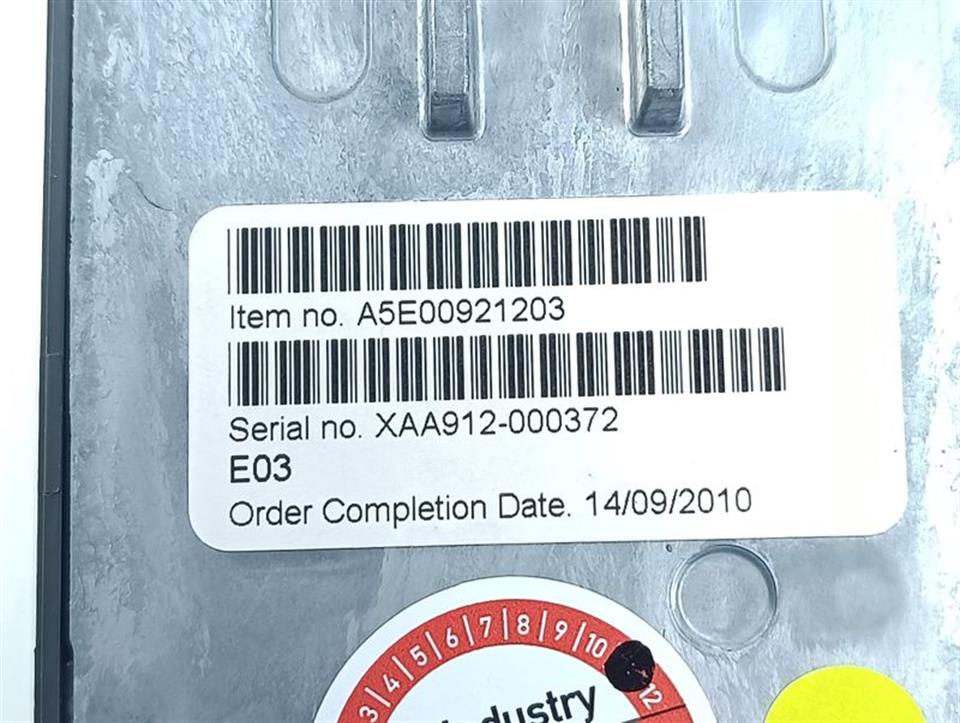 Item no. A5E00921203
Serial no. XAA912-000372
E03
Order Completion Date. 14/09/2010
3 | 4 | 5 | 6 | 7 | 8 | 9 | 10 | 12
Industry